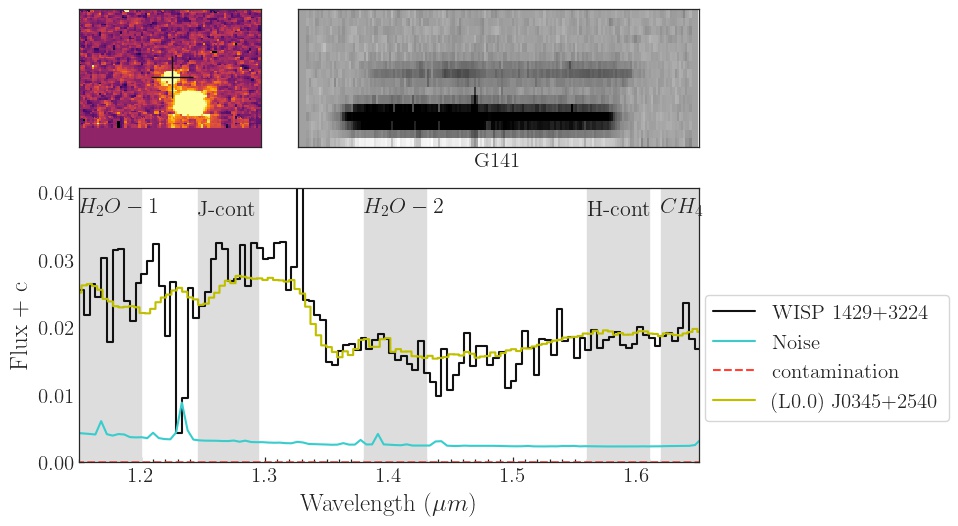 G141
H₂O − 1
J-cont
H₂O − 2
H-cont
CH₄
0.04
0.03
0.02
0.01
0.00
Flux + c
1.2
1.3
1.4
1.5
1.6
Wavelength (μm)
WISP 1429+3224
Noise
contamination
(L0.0) J0345+2540